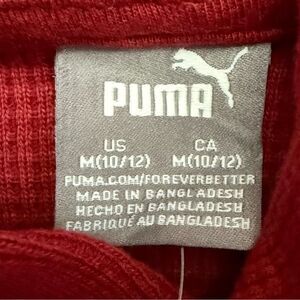 PUMA
US CA
M(10/12) M(10/12)
PUMA.COM/FOREVERBETTER
MADE IN BANGLADESH
HECHO EN BANGLADESH
FABRIQUÉ AU BANGLADESH